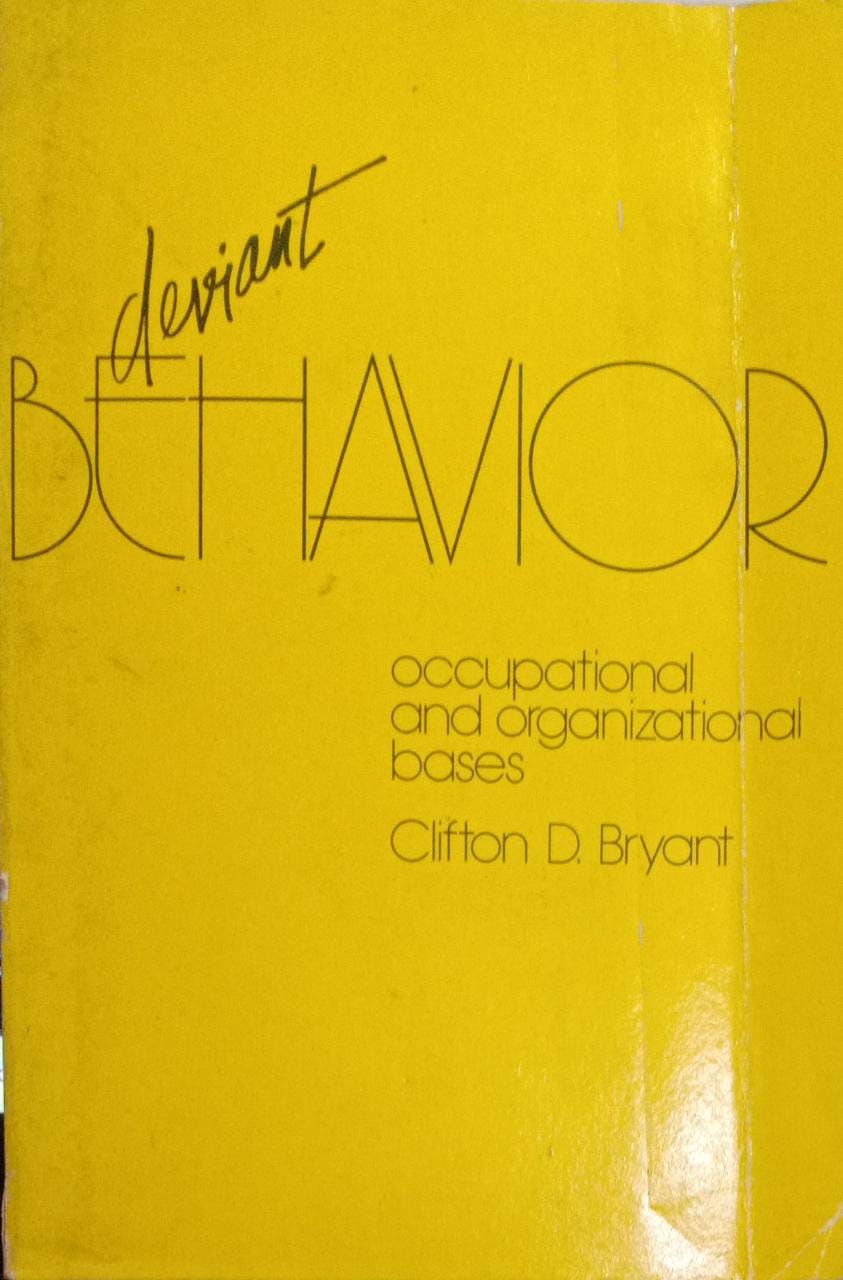 deviant
BEHAVIOR
occupational
and organizational
bases
Clifton D. Bryant